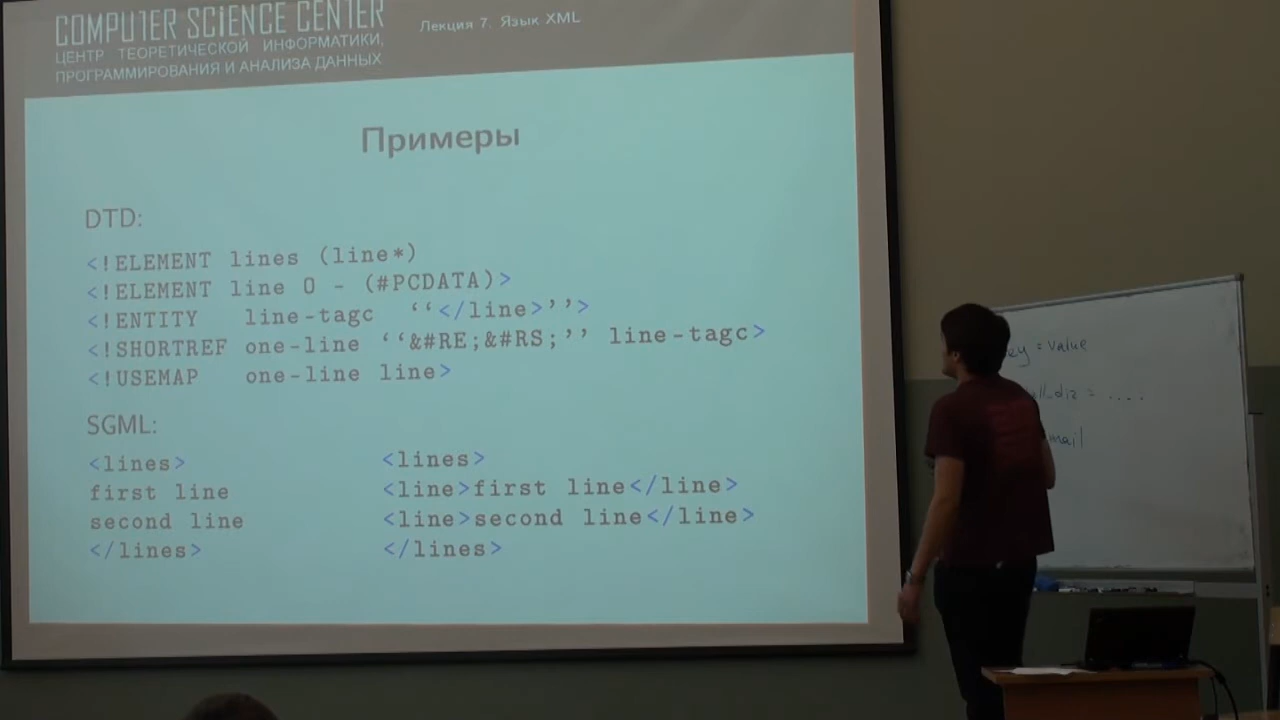 COMPUTER SCIENCE CENTER
ЦЕНТР ТЕОРЕТИЧЕСКОЙ ИНФОРМАТИКИ,
ПРОГРАММИРОВАНИЯ И АНАЛИЗА ДАННЫХ
Лекция 7. Язык XML
Примеры
DTD:
<!ELEMENT lines (line*)
<!ELEMENT line O - (#PCDATA)>
<!ENTITY line-tagc ‘‘</line>’’>
<!SHORTREF one-line ‘‘&#RE;&#RS;’’ line-tagc>
<!USEMAP one-line line>
SGML:
<lines>
first line
second line
</lines>
<lines>
<line>first line</line>
<line>second line</line>
</lines>
= value
= ....